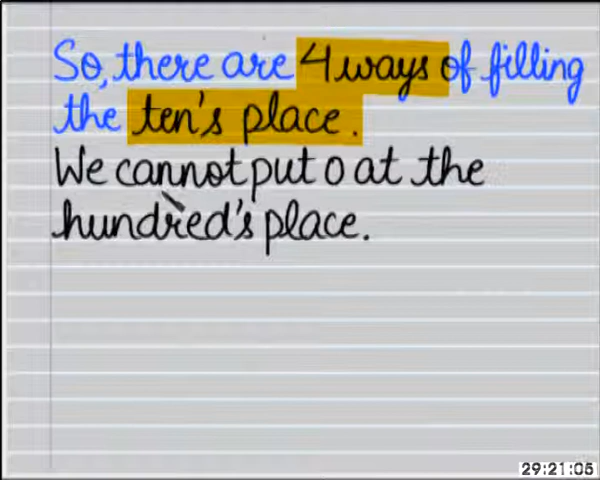 So, there are 4 ways of filling
the ten's place.
We cannot put 0 at the
hundred's place.
29:21:05